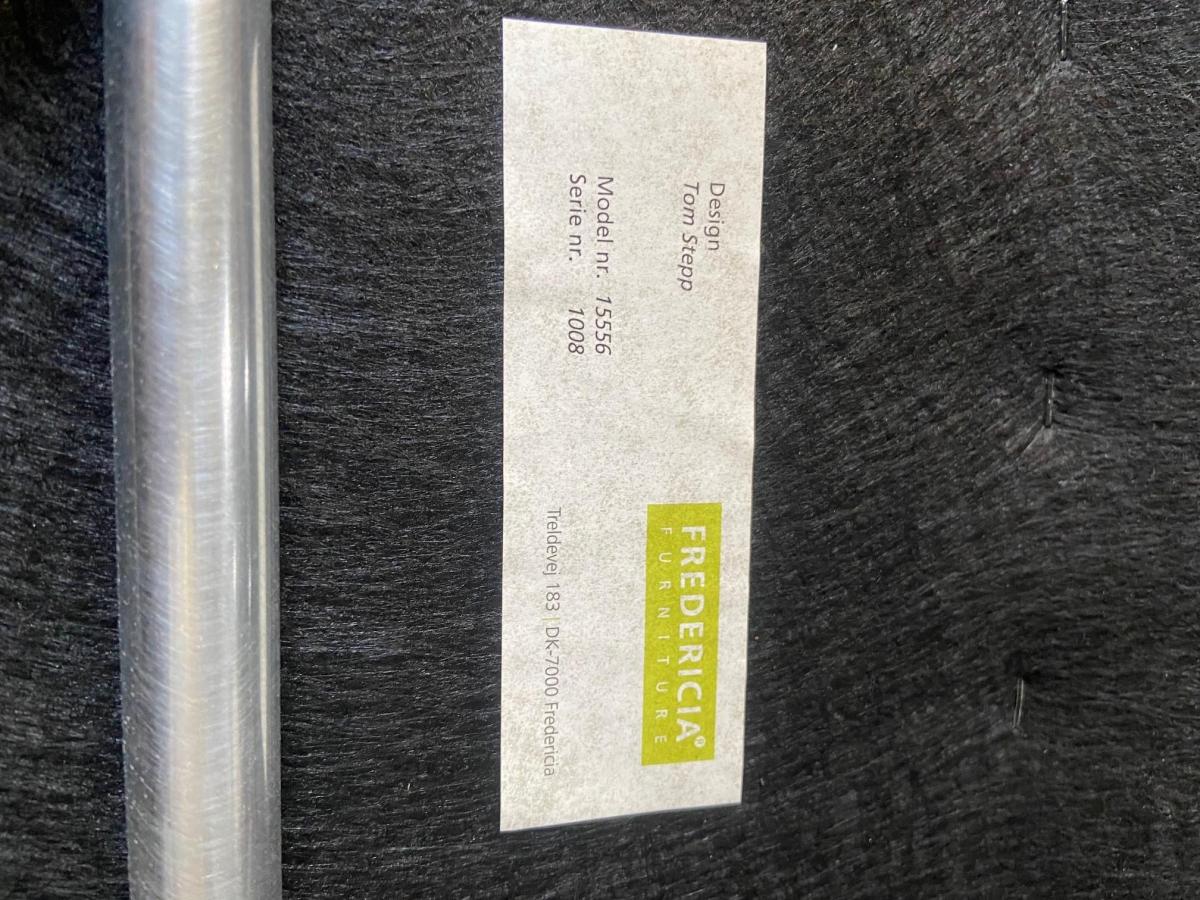 Design
Tom Stepp
Model nr. 15556
Serie nr. 1008
FREDERICIA®
FURNITURE
Treldevej 183 | DK-7000 Fredericia